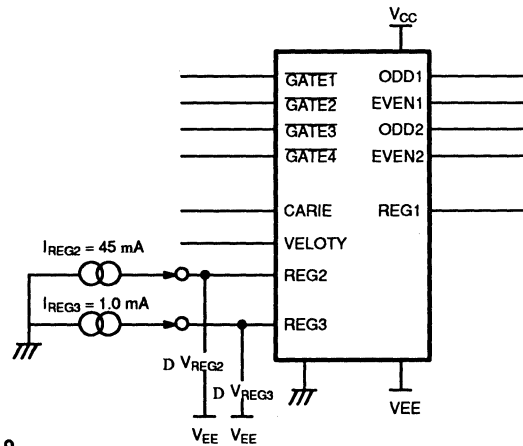 VCC
GATE1 ODD1
GATE2 EVEN1
GATE3 ODD2
GATE4 EVEN2
CARIE REG1
VELOTY
IREG2 = 45 mA
REG2
IREG3 = 1.0 mA
REG3
D VREG2
D VREG3
VEE VEE
VEE